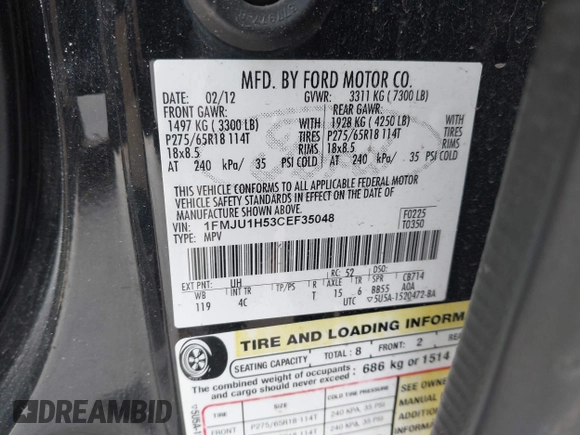 MFD. BY FORD MOTOR CO.
DATE: 02/12 GVWR: 3311 KG (7300 LB)
FRONT GAWR: REAR GAWR:
1497 KG (3300 LB) 1928 KG (4250 LB)
P275/65R18 114T TIRES P275/65R18 114T
18x8.5 RIMS 18x8.5
AT 240 kPa/ 35 PSI COLD AT 240 kPa/ 35 PSI COLD
THIS VEHICLE CONFORMS TO ALL APPLICABLE FEDERAL MOTOR
VEHICLE SAFETY STANDARDS IN EFFECT ON THE DATE OF
MANUFACTURE SHOWN ABOVE.
VIN: 1FMJU1H53CEF35048 F0225
TYPE: MPV T0350
EXT PNT: UH RC: 52 DSO: CB714
WB INT TR TP/PS R AXLE TR SPR BB55 A0A
119 4C T 15 6 UTC ▽5U5A-1520472-BA
TIRE AND LOADING INFORM
SEATING CAPACITY TOTAL: 8 FRONT: 2 REA
The combined weight of occupants
and cargo should never exceed: 686 kg or 1514
TIRE SIZE COLD TIRE PRESSURE SEE OWNE
MANUAL
ADDITION
FRONT P275/65R18 114T 240 KPA, 35 PSI
DREAMBID